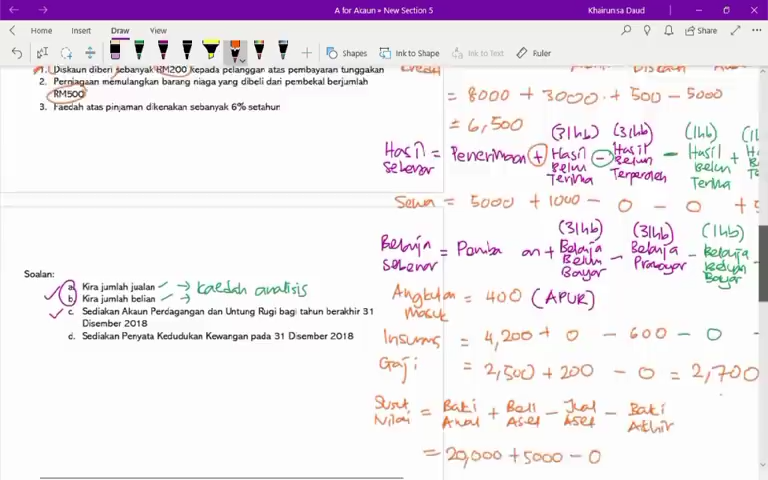 A for Acaun » New Section 5
Khairunsa Daud
Home Insert Draw View
Share
Shapes Ink to Shape Ink to Text Ruler
1. Diskaun diberi sebanyak RM200 kepada pelanggan atas pembayaran tunggakan
2. Perniagaan memulangkan barang niaga yang dibeli dari pembekal berjumlah
RM500
3. Faedah atas pinjaman dikenakan sebanyak 6% setahun
Soalan:
a. Kira jumlah jualan → kaedah analisis
b. Kira jumlah belian →
c. Sediakan Akaun Perdagangan dan Untung Rugi bagi tahun berakhir 31
Disember 2018
d. Sediakan Penyata Kedudukan Kewangan pada 31 Disember 2018
= 8000 + 3000 + 500 - 5000
= 6,500
(31hb) (31hb) (1hb) (1h
Hasil Sebenar = Penerimaan + Hasil Belum Terima - Hasil Belum Terperoleh - Hasil Belum Terima +
Sewa = 5000 + 1000 - 0 - 0 +
(31hb) (31hb) (1hb)
Belanja Sebenar = an + Belanja Belum Bayar - Belanja Prabayar - Belanja Belum Bayar
Angkutan Masuk = 400 (APUR)
Insurans = 4,200 + 0 - 600 - 0 -
Gaji = 2,500 + 200 - 0 = 2,700
Susut Nilai = Baki Awal + Beli Aset - Jual Aset - Baki Akhir
= 20,000 + 5000 - 0